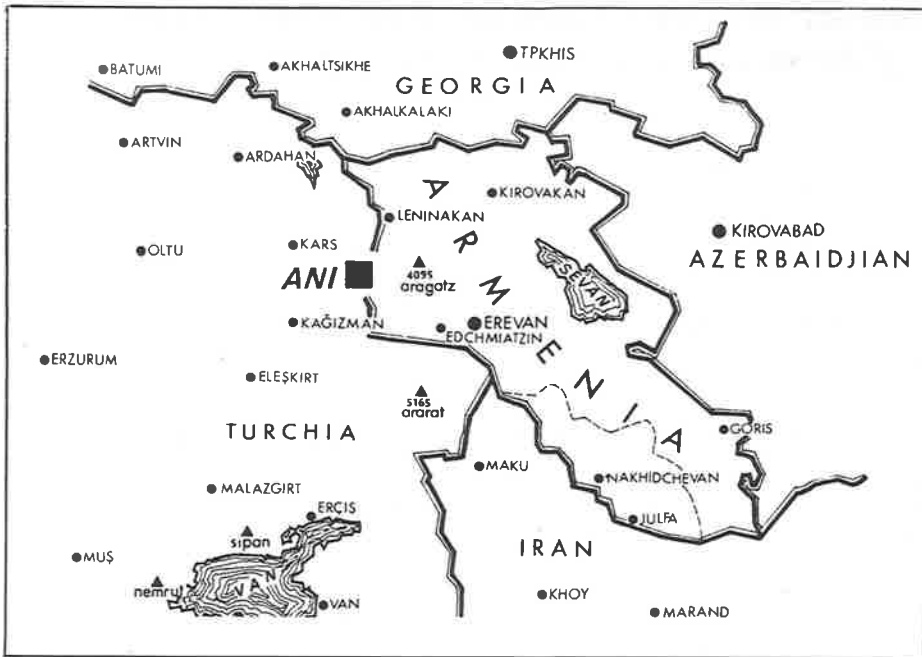 TPKHIS
BATUMI
AKHALTSIKHE
GEORGIA
AKHALKALAKI
ARTVIN
ARDAHAN
KIROVAKAN
LENINAKAN
ARMENIA
KIROVABAD
OLTU
KARS
AZERBAIDJIAN
ANI
4095
aragatz
SEVAN
KAĞIZMAN
EREVAN
EDCHMIATZIN
ERZURUM
ELEŞKIRT
5165
ararat
TURCHIA
GORIS
MAKU
NAKHIDCHEVAN
MALAZGIRT
ERCIS
JULFA
sipan
IRAN
MUŞ
nemrut
VAN
VAN
KHOY
MARAND